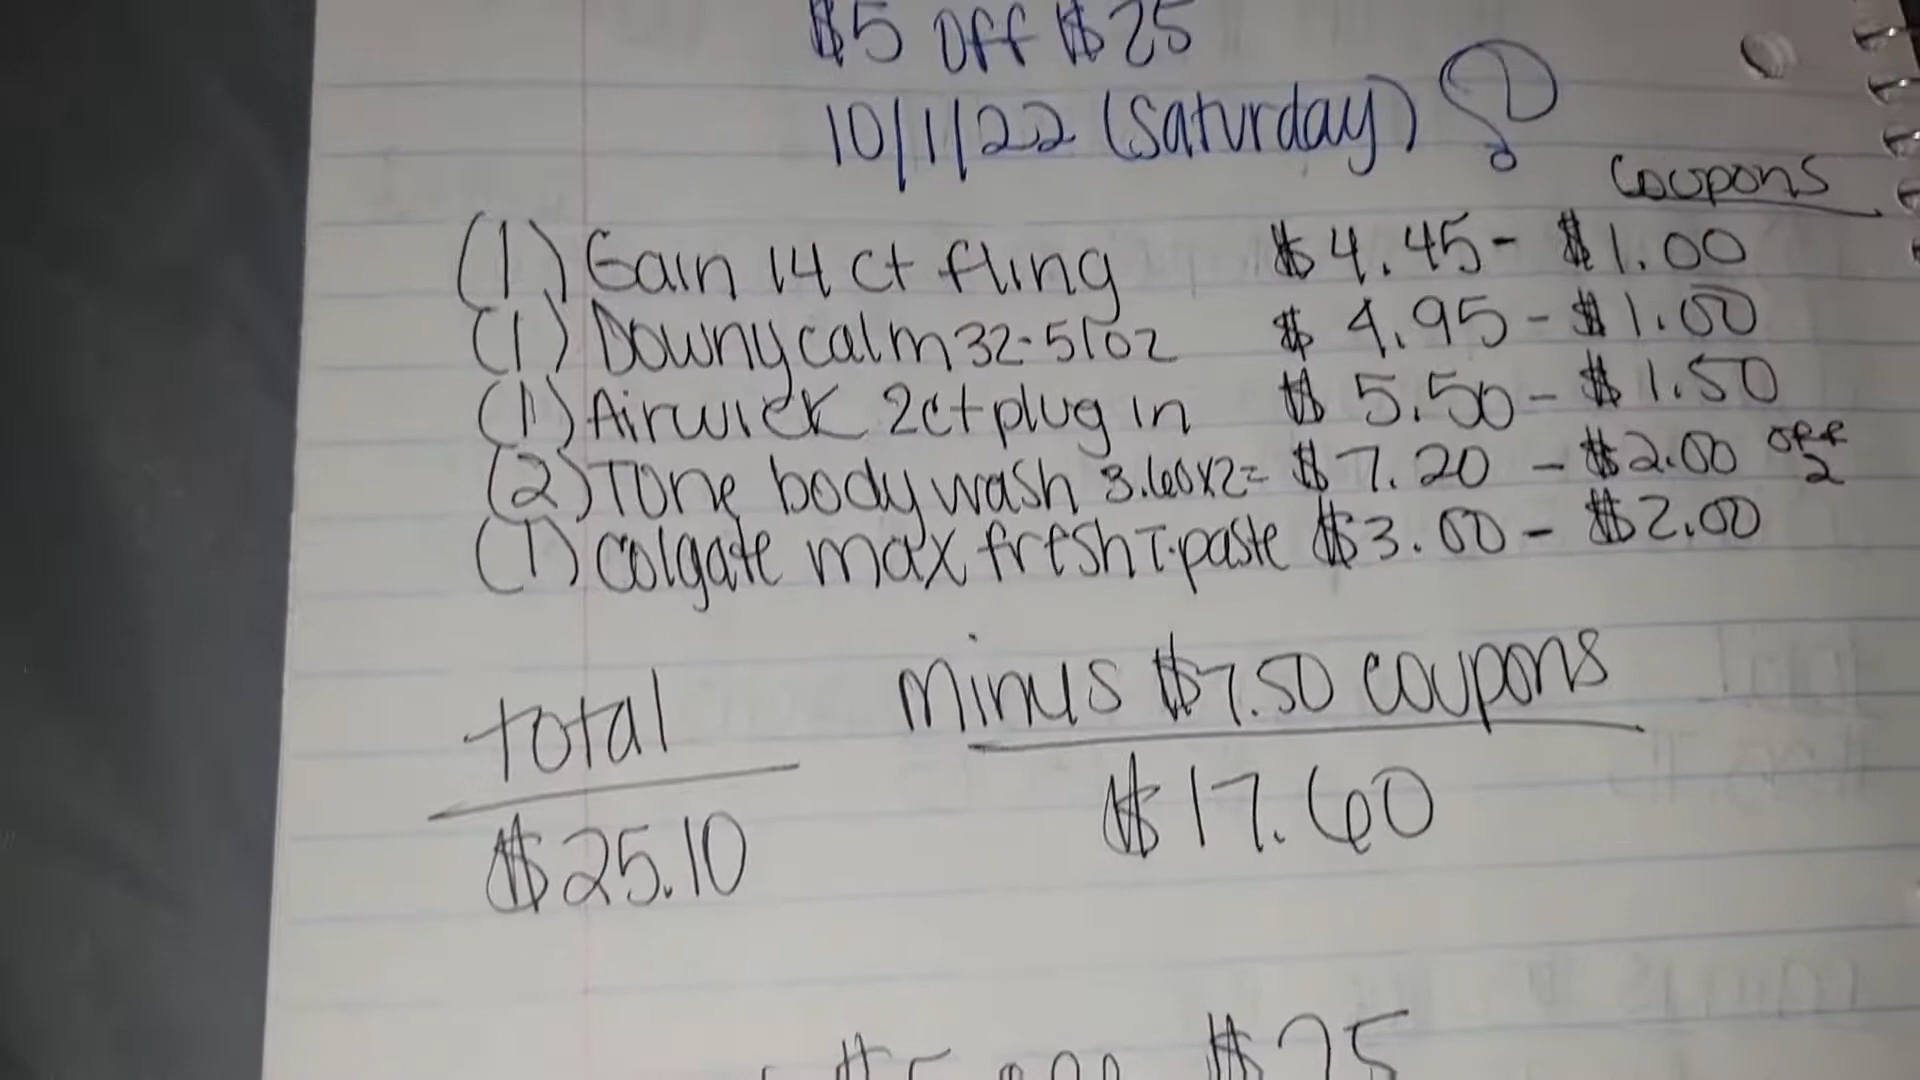 $5 off $25
10/1/22 (Saturday)
Coupons
(1) Gain 14 ct fling $4.45 - $1.00
(1) Downy calm 32-51oz $4.95 - $1.00
(1) Airwick 2ct plug in $5.50 - $1.50
(2) Tone body wash 3.60x2= $7.20 - $2.00 off 2
(1) Colgate max fresh T.paste $3.00 - $2.00
total minus $7.50 coupons
$25.10 $17.60
$5 off $25